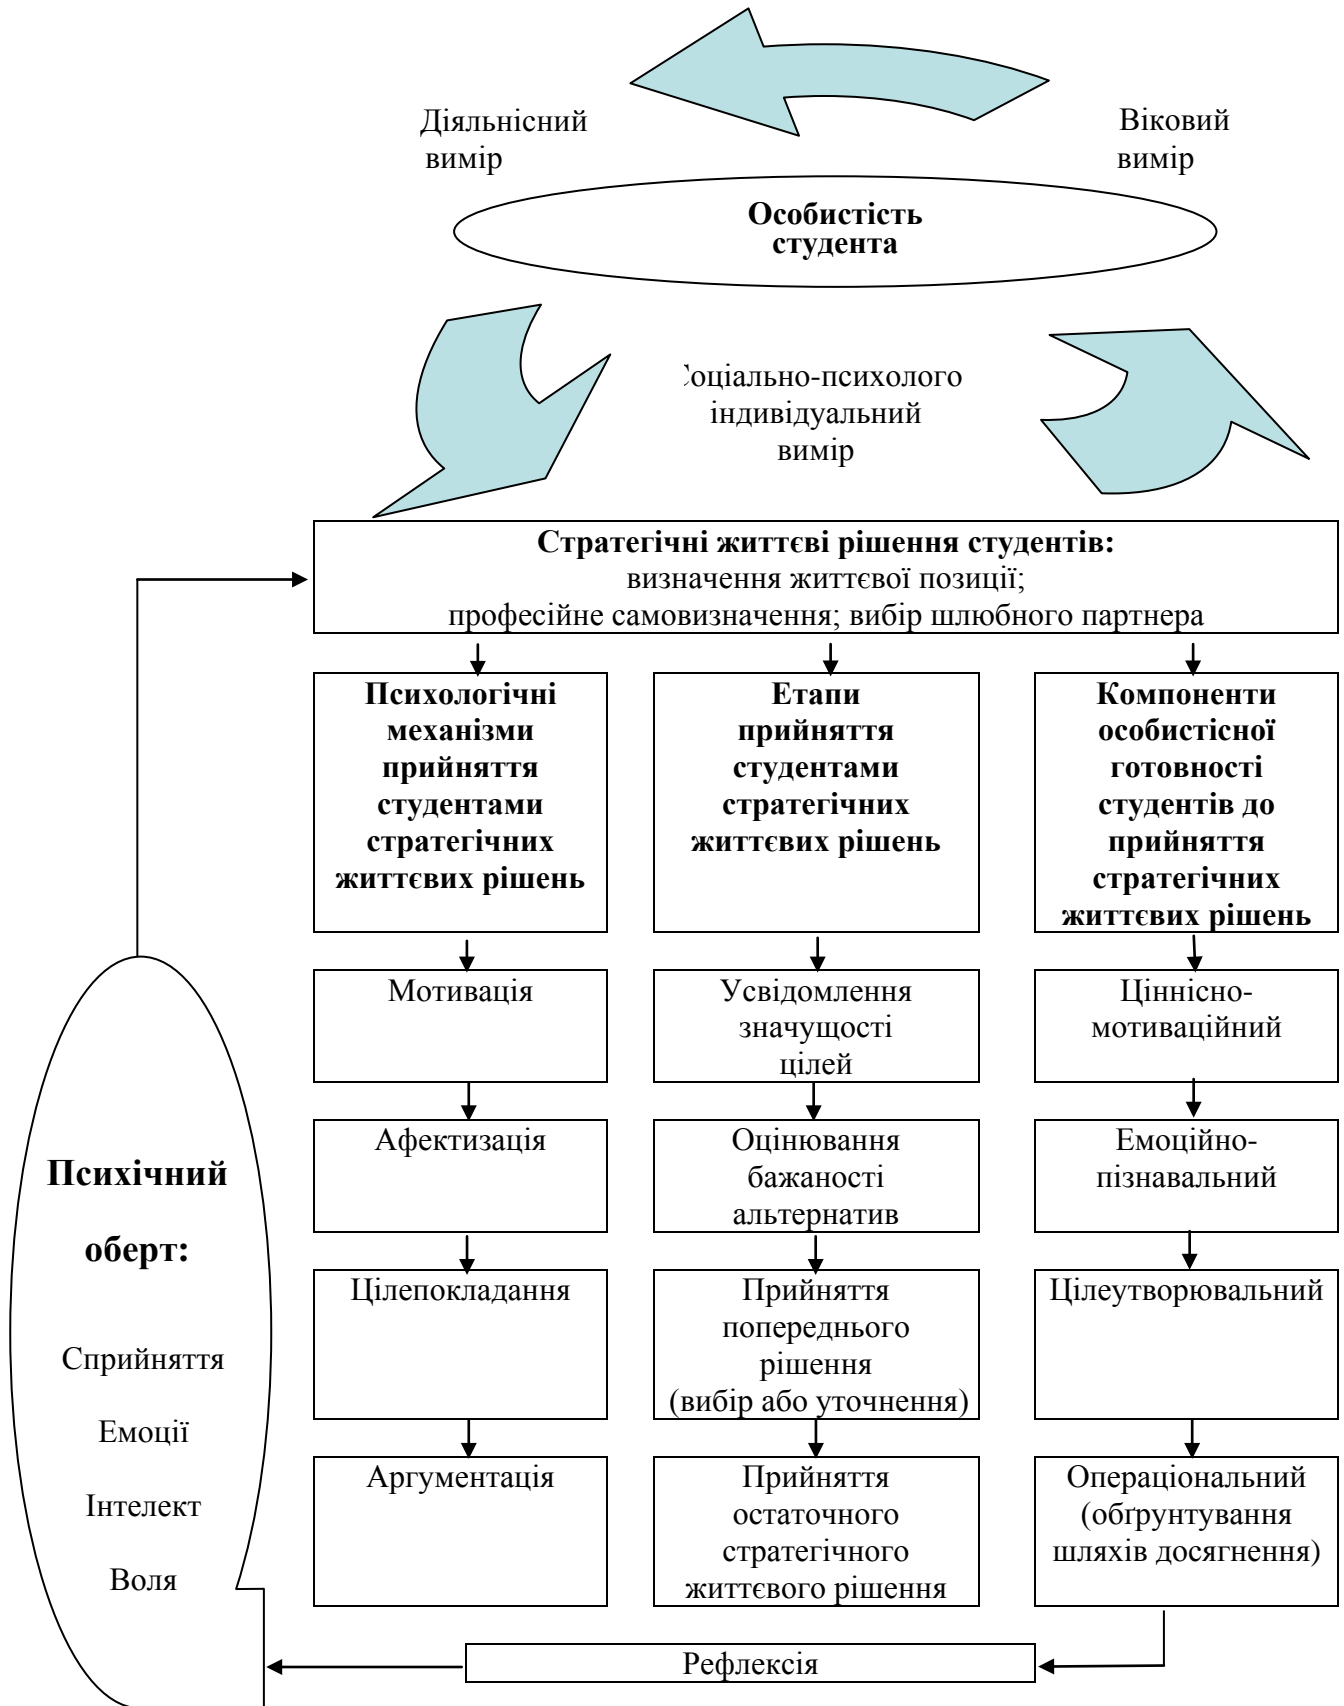 Діяльнісний
вимір
Віковий
вимір
Особистість
студента
оціально-психолого
індивідуальний
вимір
Стратегічні життєві рішення студентів:
визначення життєвої позиції;
професійне самовизначення; вибір шлюбного партнера
Психологічні
механізми
прийняття
студентами
стратегічних
життєвих рішень
Етапи
прийняття
студентами
стратегічних
життєвих рішень
Компоненти
особистісної
готовності
студентів до
прийняття
стратегічних
життєвих рішень
Мотивація
Усвідомлення
значущості
цілей
Ціннісно-
мотиваційний
Афектизація
Оцінювання
бажаності
альтернатив
Емоційно-
пізнавальний
Цілепокладання
Прийняття
попереднього
рішення
(вибір або уточнення)
Цілеутворювальний
Аргументація
Прийняття
остаточного
стратегічного
життєвого рішення
Операціональний
(обґрунтування
шляхів досягнення)
Психічний
оберт:
Сприйняття
Емоції
Інтелект
Воля
Рефлексія